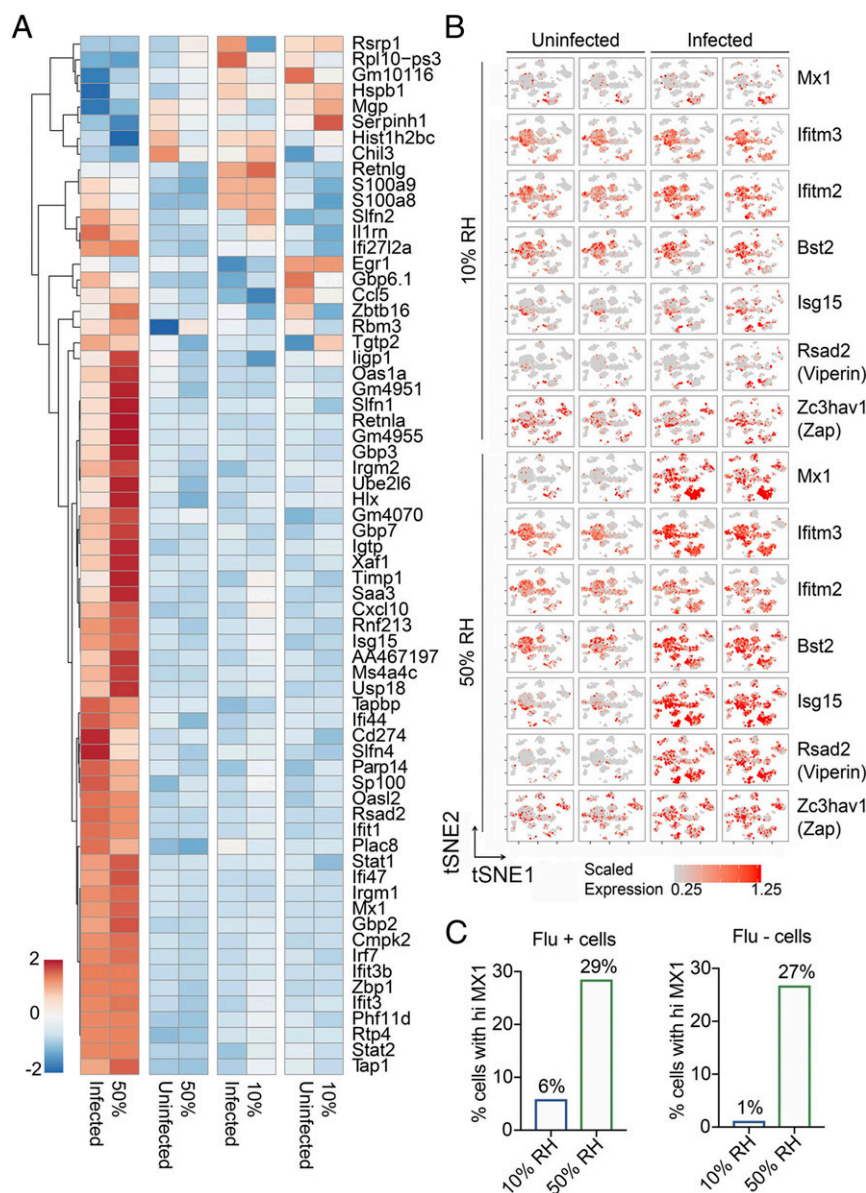 A
Rsrp1
Rpl10-ps3
Gm10116
Hspb1
Mgp
Serpinh1
Hist1h2bc
Chil3
Retnlg
S100a9
S100a8
Slfn2
Il1rn
Ifi27l2a
Egr1
Gbp6.1
Ccl5
Zbtb16
Rbm3
Tgtp2
Iigp1
Oas1a
Gm4951
Slfn1
Retnla
Gm4955
Gbp3
Irgm2
Ube2l6
Hlx
Gm4070
Gbp7
Igtp
Xaf1
Timp1
Saa3
Cxcl10
Rnf213
Isg15
AA467197
Ms4a4c
Usp18
Tapbp
Ifi44
Cd274
Slfn4
Parp14
Sp100
Oasl2
Rsad2
Ifit1
Plac8
Stat1
Ifi47
Irgm1
Mx1
Gbp2
Cmpk2
Irf7
Ifit3b
Zbp1
Ifit3
Phf11d
Rtp4
Stat2
Tap1
2
0
-2
50%
Infected
50%
Uninfected
10%
Infected
10%
Uninfected
B
Uninfected Infected
10% RH
Mx1
Ifitm3
Ifitm2
Bst2
Isg15
Rsad2
(Viperin)
Zc3hav1
(Zap)
50% RH
Mx1
Ifitm3
Ifitm2
Bst2
Isg15
Rsad2
(Viperin)
Zc3hav1
(Zap)
tSNE2
tSNE1
Scaled
Expression
0.25 1.25
C
Flu + cells
% cells with hi MX1
30
20
10
0
6%
29%
10% RH
50% RH
Flu - cells
% cells with hi MX1
30
20
10
0
1%
27%
10% RH
50% RH